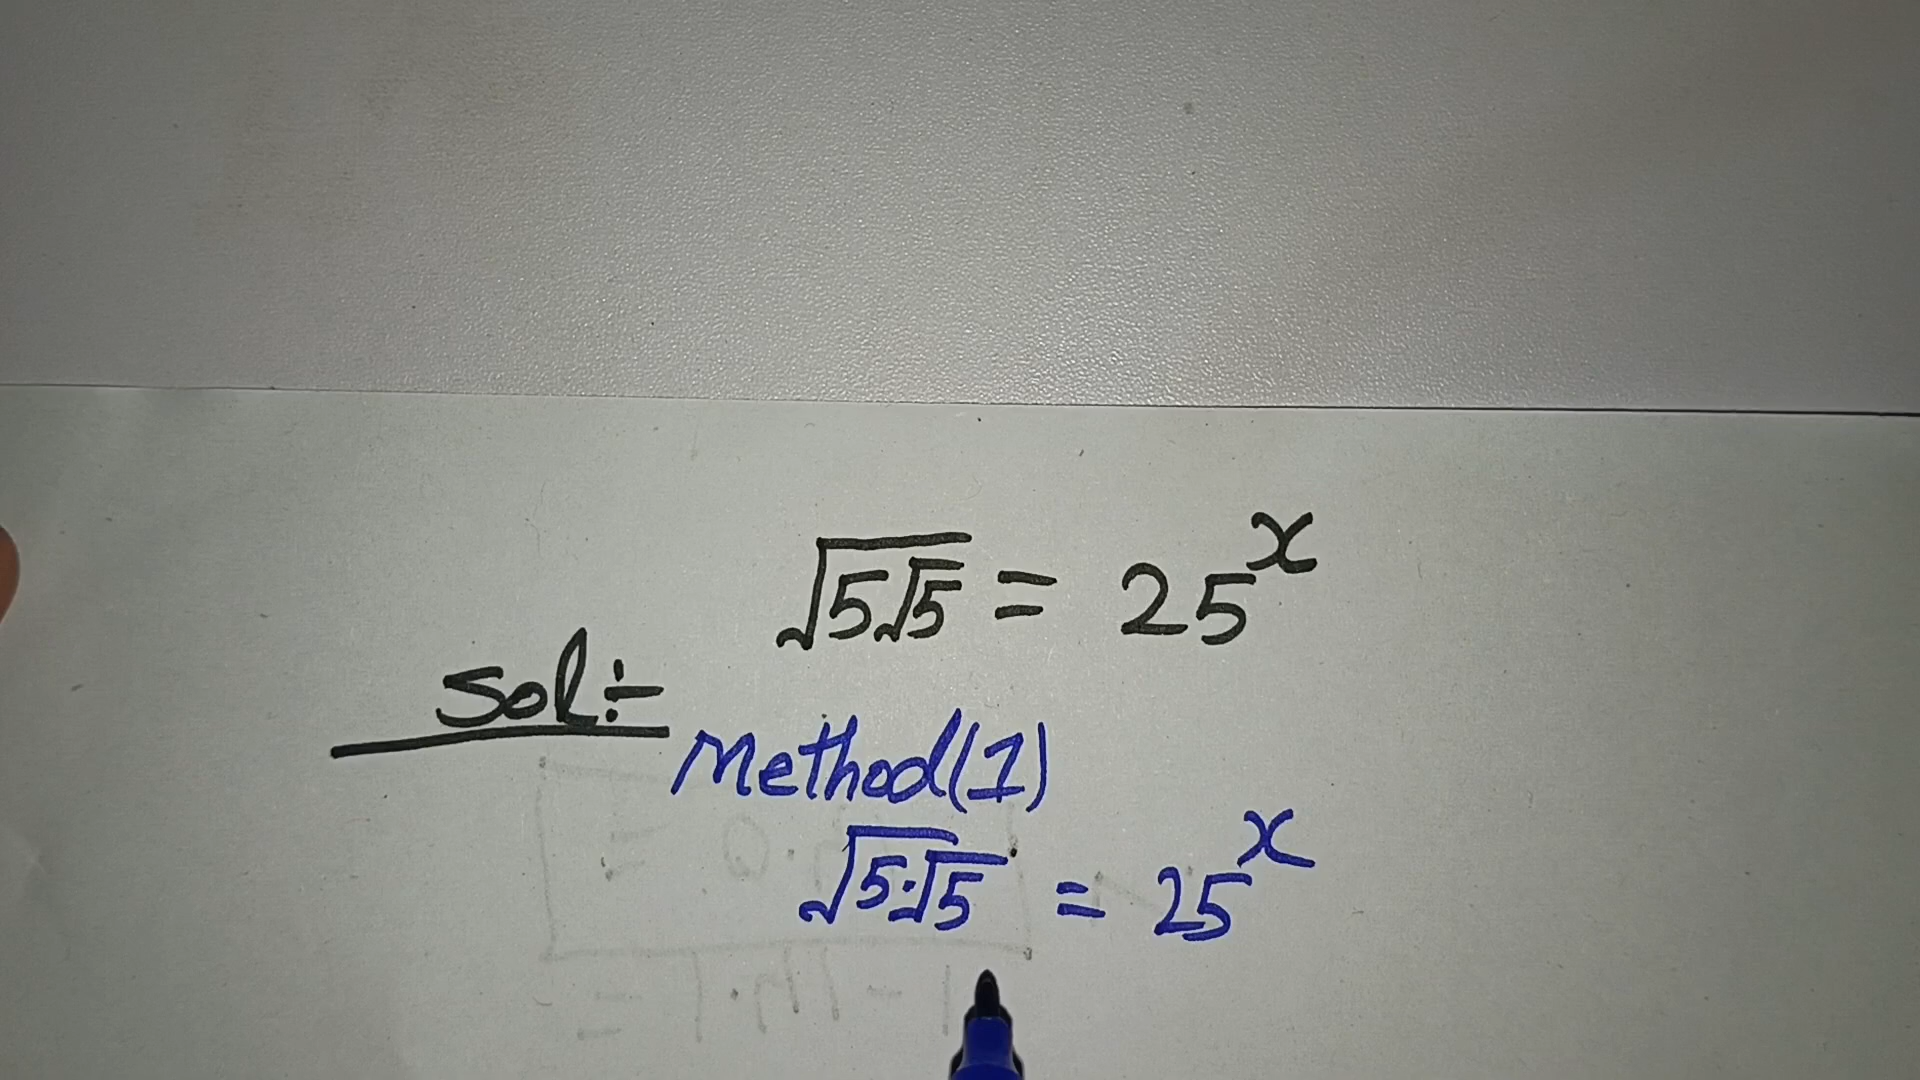 √5√5 = 25^x
Sol:-
Method(1)
√5·√5 = 25^x